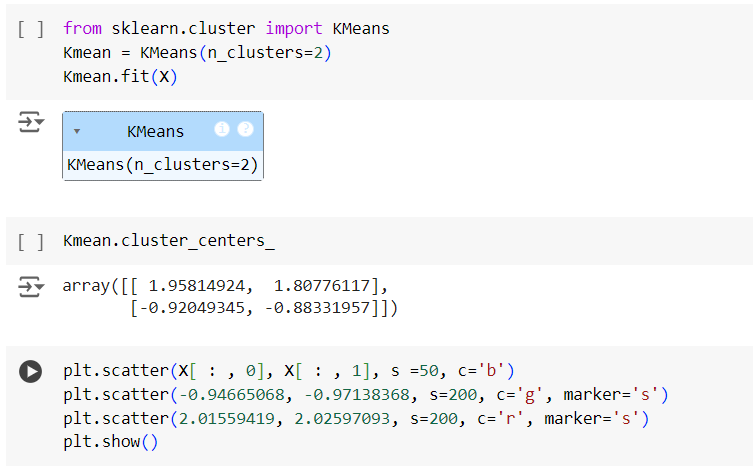 [ ] from sklearn.cluster import KMeans
Kmean = KMeans(n_clusters=2)
Kmean.fit(X)
▾ KMeans i ?
KMeans(n_clusters=2)
[ ] Kmean.cluster_centers_
array([[ 1.95814924,  1.80776117],
       [-0.92049345, -0.88331957]])
plt.scatter(X[ : , 0], X[ : , 1], s =50, c='b')
plt.scatter(-0.94665068, -0.97138368, s=200, c='g', marker='s')
plt.scatter(2.01559419, 2.02597093, s=200, c='r', marker='s')
plt.show()